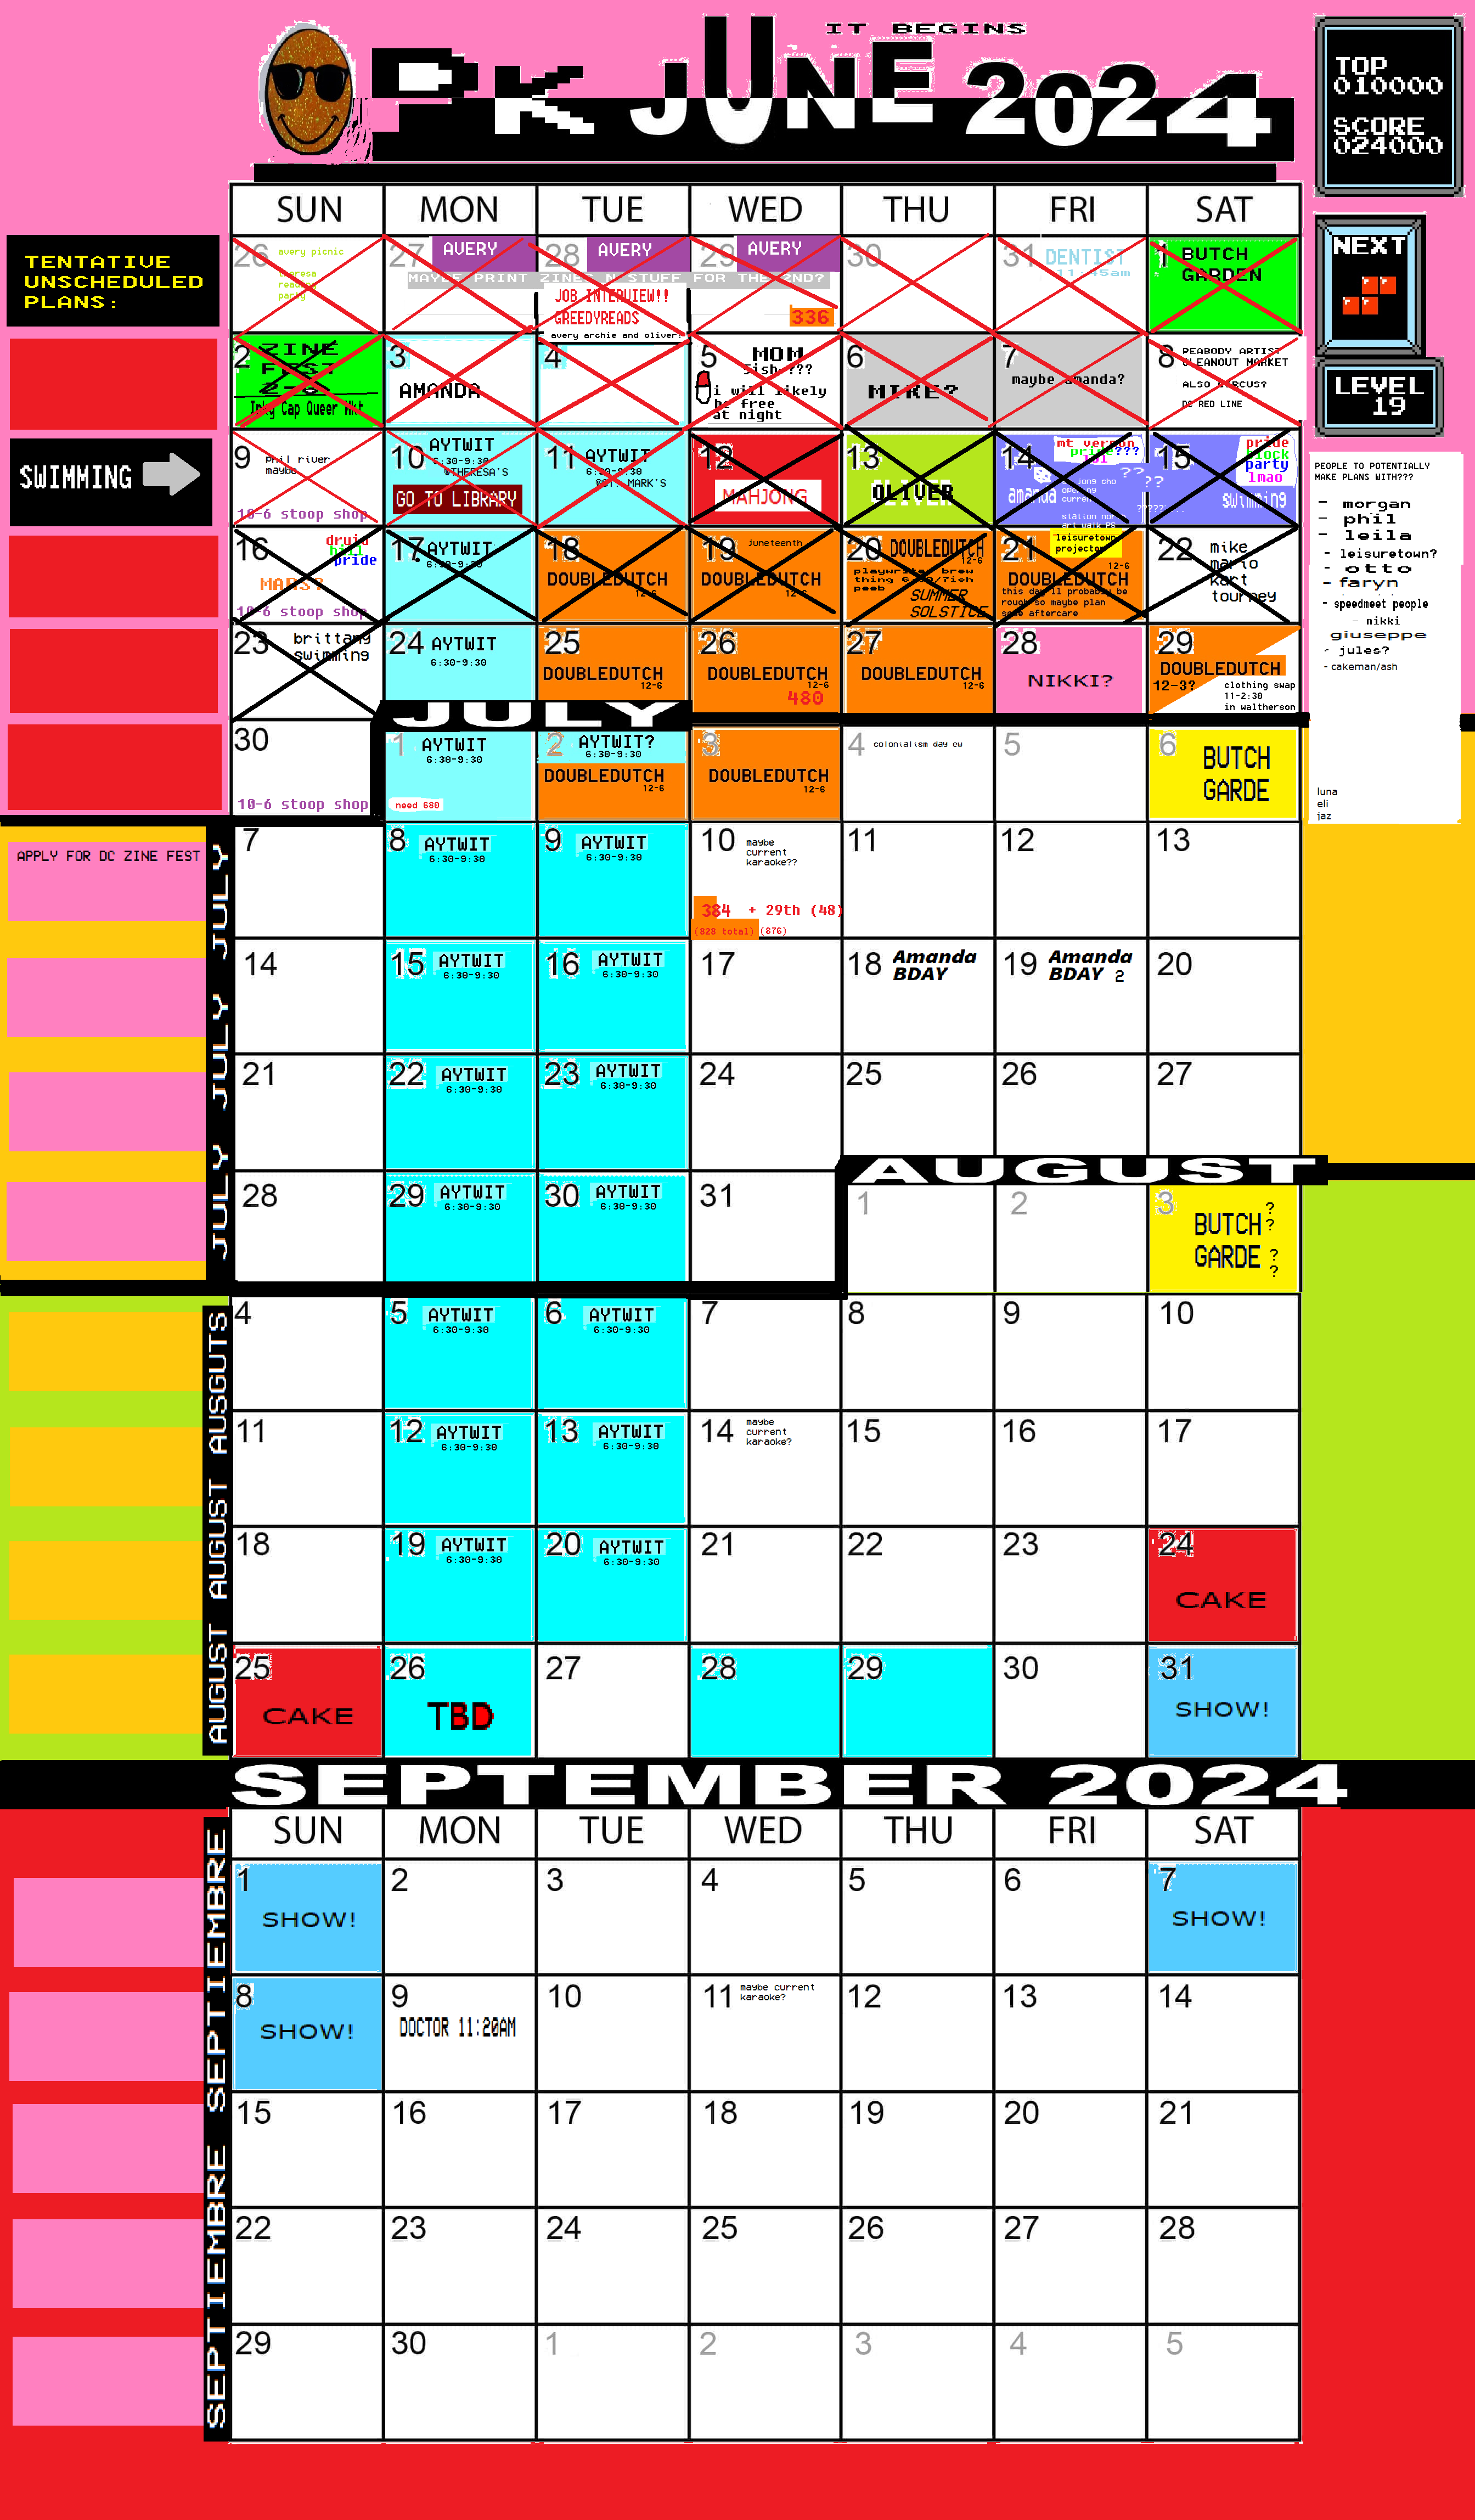 IT BEGINS
PK JUNE 2024
TOP
010000
SCORE
024000
NEXT
LEVEL
19
TENTATIVE
UNSCHEDULED
PLANS:
SWIMMING
PEOPLE TO POTENTIALLY
MAKE PLANS WITH???
- morgan
- phil
- leila
- leisuretown?
- otto
- faryn
- speedmeet people
- nikki
giuseppe
- jules?
- cakeman/ash
luna
eli
jaz
SUN MON TUE WED THU FRI SAT
26 avery picnic
theresa
party
27 AVERY
28 AVERY
29 AVERY
MAYBE PRINT ZINES N STUFF FOR THE 2ND?
JOB INTERVIEW!!
GREEDYREADS
avery archie and oliver?
336
30
31 DENTIST
11:45am
1 BUTCH
GARDEN
2 ZINE
FEST
2-8
Inky Cap Queer Mkt
3
AMANDA
4
5 MOM
fish???
i will likely
be free
at night
6
MIKE?
7
maybe amanda?
8 PEABODY ARTIST
CLEANOUT MARKET
ALSO CIRCUS?
DC RED LINE
9 phil river
maybe
10-6 stoop shop
10 AYTWIT
6:30-9:30
@THERESA'S
GO TO LIBRARY
11 AYTWIT
6:30-9:30
@ST. MARK'S
12
MAHJONG
13
OLIVER
14 mt vernon
pride???
lol
amanda
jong cho
opening
current
station nor
art walk PS
??
??
?????...
15 pride
block
party
lmao
swimming
16 druid
hill
pride
MARS?
10-6 stoop shop
17 AYTWIT
6:30-9:30
18
DOUBLEDUTCH
12-6
19 juneteenth
DOUBLEDUTCH
12-6
20 DOUBLEDUTCH
12-6
playwrites brew
thing 6:30/7ish
peeb
SUMMER
SOLSTICE
21 leisuretown
projector
12-6
DOUBLEDUTCH
this day'll probably be
rough so maybe plan
some aftercare
22 mike
mario
kart
tourney
23 brittany
swimming
24 AYTWIT
6:30-9:30
25
DOUBLEDUTCH
12-6
26
DOUBLEDUTCH
12-6
480
27
DOUBLEDUTCH
12-6
28
NIKKI?
29
DOUBLEDUTCH
12-3?
clothing swap
11-2:30
in waltherson
JULY
30
10-6 stoop shop
1 AYTWIT
6:30-9:30
need 680
2 AYTWIT?
6:30-9:30
DOUBLEDUTCH
12-6
3
DOUBLEDUTCH
12-6
4 colonialism day ew
5
6 BUTCH
GARDE
APPLY FOR DC ZINE FEST
JULY JULY JULY JULY
7
8 AYTWIT
6:30-9:30
9 AYTWIT
6:30-9:30
10 maybe
current
karaoke??
384 + 29th (48)
(828 total) (876)
11
12
13
14
15 AYTWIT
6:30-9:30
16 AYTWIT
6:30-9:30
17
18 Amanda
BDAY
19 Amanda
BDAY 2
20
21
22 AYTWIT
6:30-9:30
23 AYTWIT
6:30-9:30
24
25
26
27
AUGUST
28
29 AYTWIT
6:30-9:30
30 AYTWIT
6:30-9:30
31
1
2
3 BUTCH ??
GARDE ??
AUGUST AUGUST AUGUST AUSGUTS
4
5 AYTWIT
6:30-9:30
6 AYTWIT
6:30-9:30
7
8
9
10
11
12 AYTWIT
6:30-9:30
13 AYTWIT
6:30-9:30
14 maybe
current
karaoke?
15
16
17
18
19 AYTWIT
6:30-9:30
20 AYTWIT
6:30-9:30
21
22
23
24
CAKE
25
CAKE
26
TBD
27
28
29
30
31
SHOW!
SEPTEMBER 2024
SEPTIEMBRE SEPTIEMBRE
SUN MON TUE WED THU FRI SAT
1
SHOW!
2
3
4
5
6
7
SHOW!
8
SHOW!
9
DOCTOR 11:20AM
10
11 maybe current
karaoke?
12
13
14
15
16
17
18
19
20
21
22
23
24
25
26
27
28
29
30
1
2
3
4
5